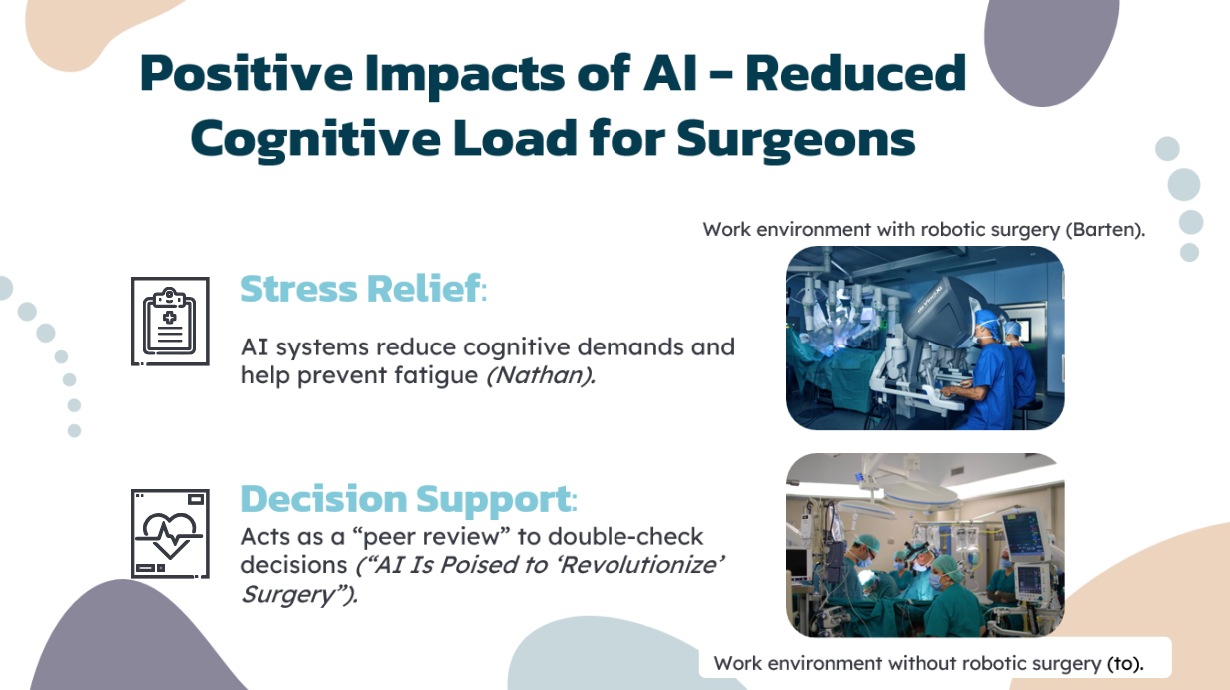 Positive Impacts of AI - Reduced
Cognitive Load for Surgeons
Work environment with robotic surgery (Barten).
Stress Relief:
AI systems reduce cognitive demands and
help prevent fatigue (Nathan).
Decision Support:
Acts as a “peer review” to double-check
decisions (“AI Is Poised to ‘Revolutionize’
Surgery”).
Work environment without robotic surgery (to).